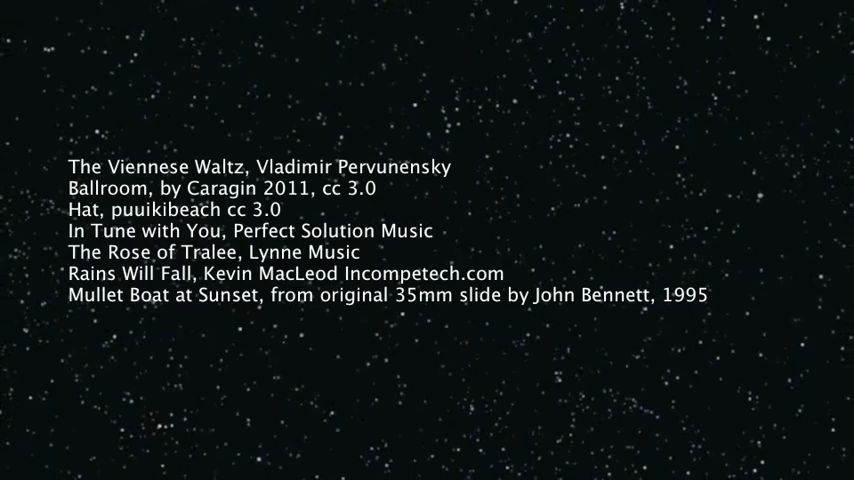 The Viennese Waltz, Vladimir Pervunensky
Ballroom, by Caragin 2011, cc 3.0
Hat, puuikibeach cc 3.0
In Tune with You, Perfect Solution Music
The Rose of Tralee, Lynne Music
Rains Will Fall, Kevin MacLeod Incompetech.com
Mullet Boat at Sunset, from original 35mm slide by John Bennett, 1995